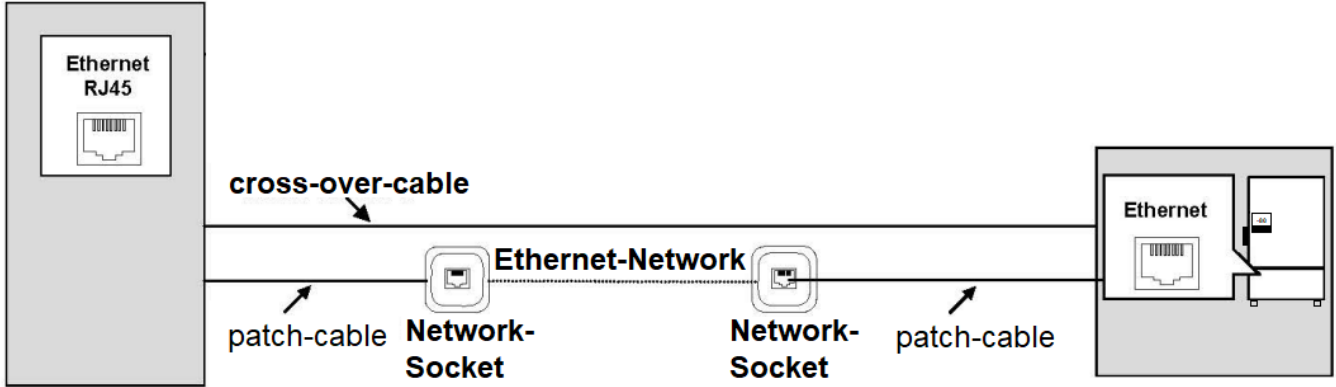 Ethernet
RJ45
cross-over-cable
Ethernet
Ethernet-Network
patch-cable
Network-
Socket
Network-
Socket
patch-cable